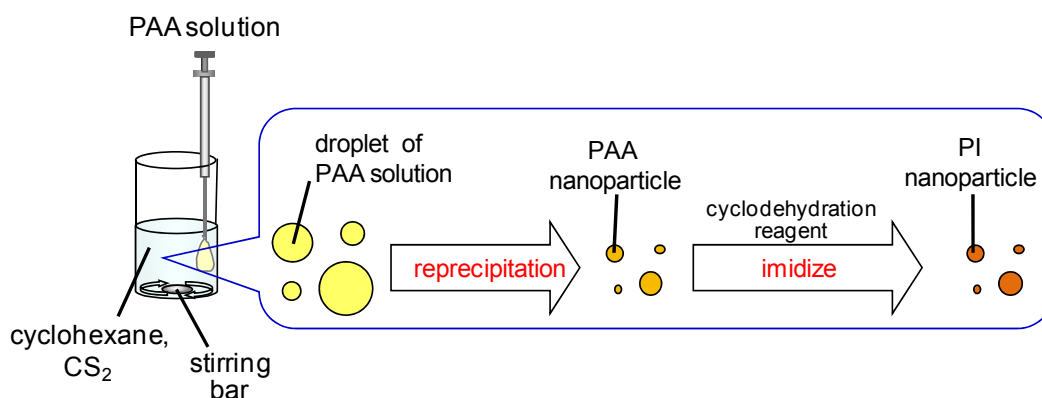 PAA solution
droplet of
PAA solution
PAA
nanoparticle
PI
nanoparticle
cyclodehydration
reagent
reprecipitation
imidize
cyclohexane,
CS₂
stirring
bar